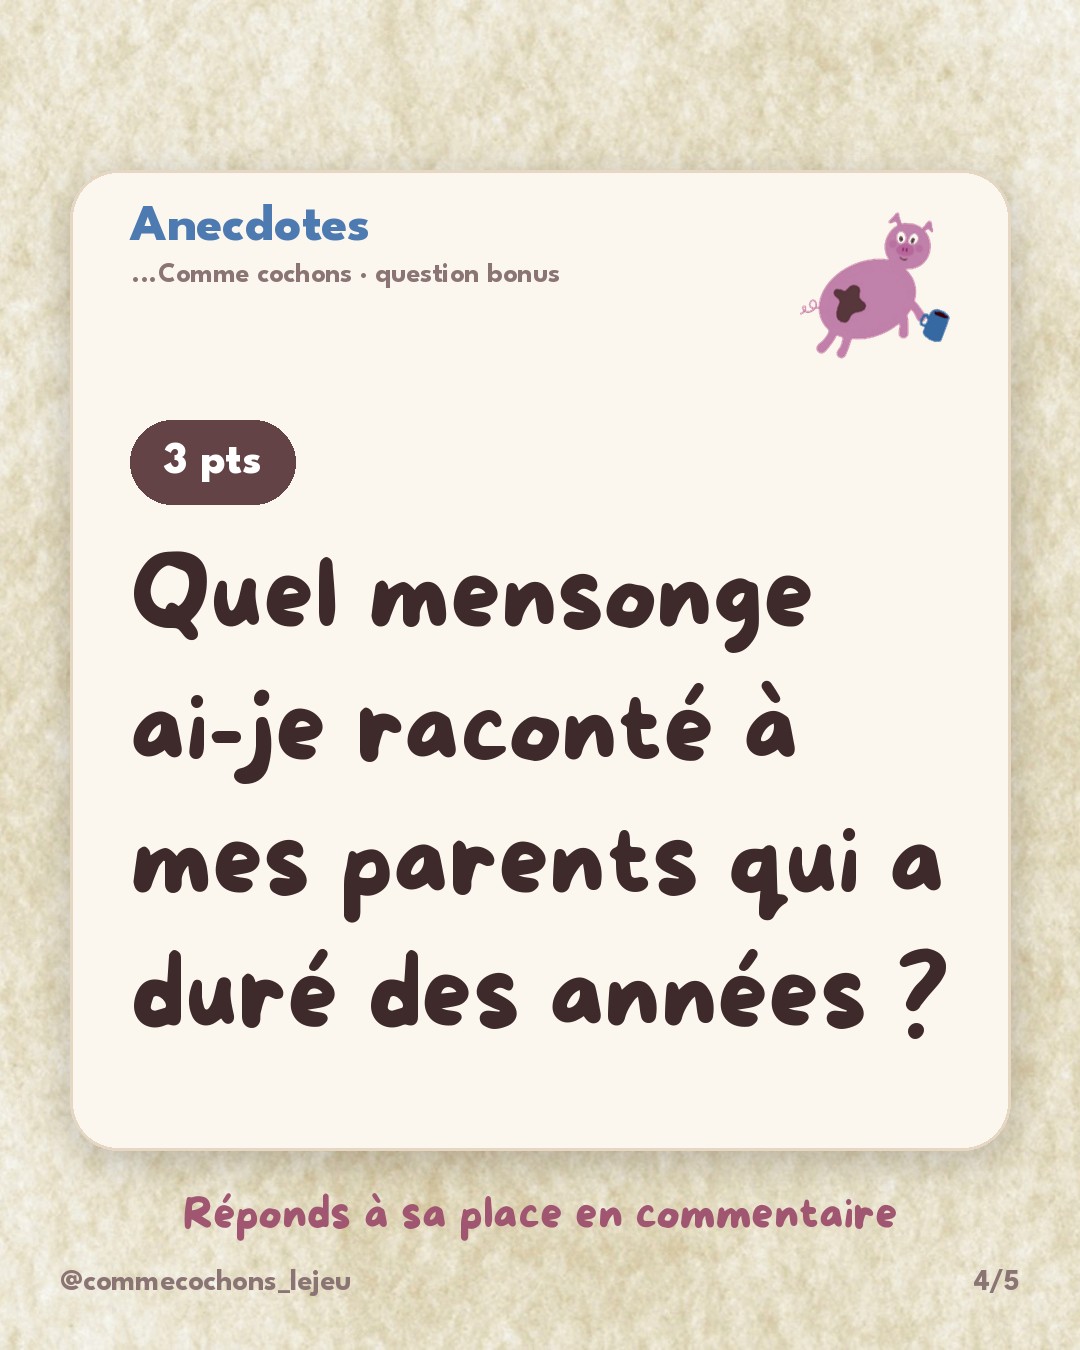 Anecdotes
...Comme cochons · question bonus
3 pts
Quel mensonge
ai-je raconté à
mes parents qui a
duré des années ?
Réponds à sa place en commentaire
@commecochons_lejeu
4/5